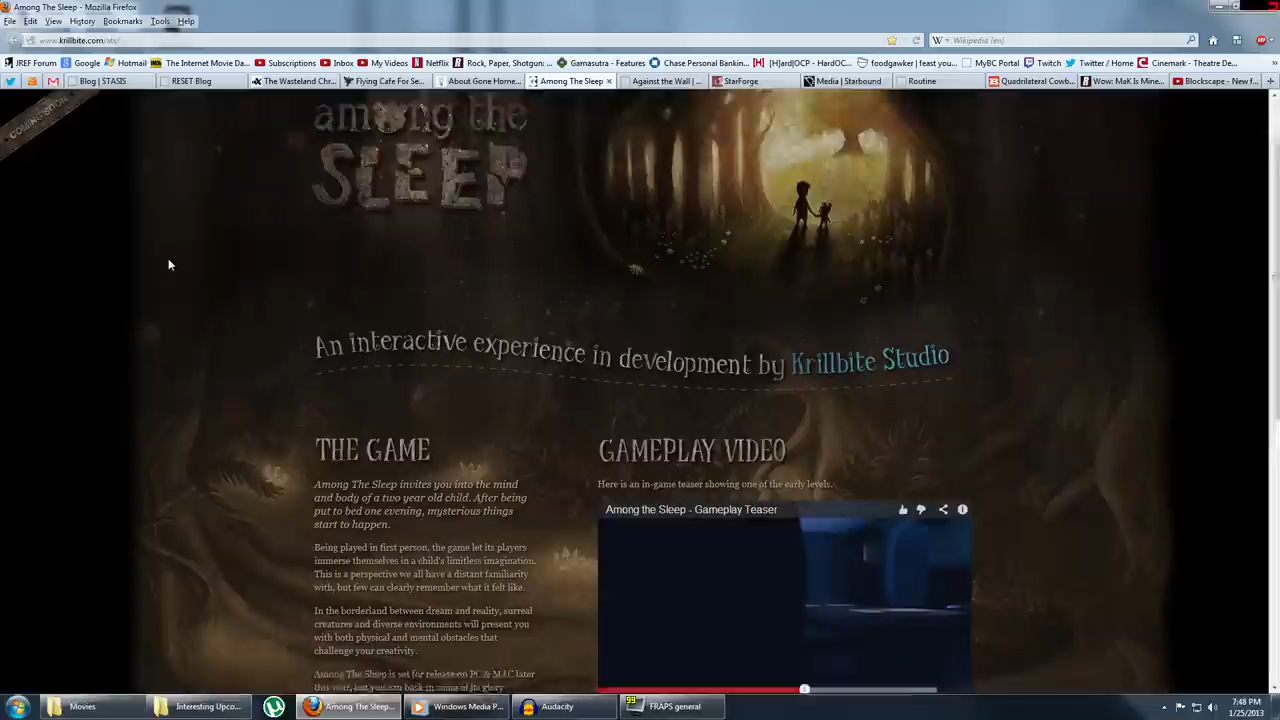 Among The Sleep - Mozilla Firefox
File Edit View History Bookmarks Tools Help
www.krillbite.com/ats/
Wikipedia (en)
JREF Forum Google Hotmail The Internet Movie Da... Subscriptions Inbox My Videos Netflix Rock, Paper, Shotgun: ... Gamasutra - Features Chase Personal Bankin... [H]ard|OCP - HardOC... foodgawker | feast you... MyBC Portal Twitch Twitter / Home Cinemark - Theatre De...
Blog | STASIS RESET Blog The Wasteland Chr... Flying Cafe For Se... About Gone Home... Among The Sleep Against the Wall | ... StarForge Media | Starbound Routine Quadrilateral Cowb... Wow: MaK Is Mine... Blockscape - New f...
COMING SOON
among the
SLEEP
An interactive experience in development by Krillbite Studio
THE GAME
Among The Sleep invites you into the mind
and body of a two year old child. After being
put to bed one evening, mysterious things
start to happen.
Being played in first person, the game let its players
immerse themselves in a child's limitless imagination.
This is a perspective we all have a distant familiarity
with, but few can clearly remember what it felt like.
In the borderland between dream and reality, surreal
creatures and diverse environments will present you
with both physical and mental obstacles that
challenge your creativity.
Among The Sleep is set for release on PC & MAC later
GAMEPLAY VIDEO
Here is an in-game teaser showing one of the early levels.
Among the Sleep - Gameplay Teaser
Movies Interesting Upco... Among The Sleep... Windows Media P... Audacity 99 FRAPS general
7:48 PM
1/25/2013